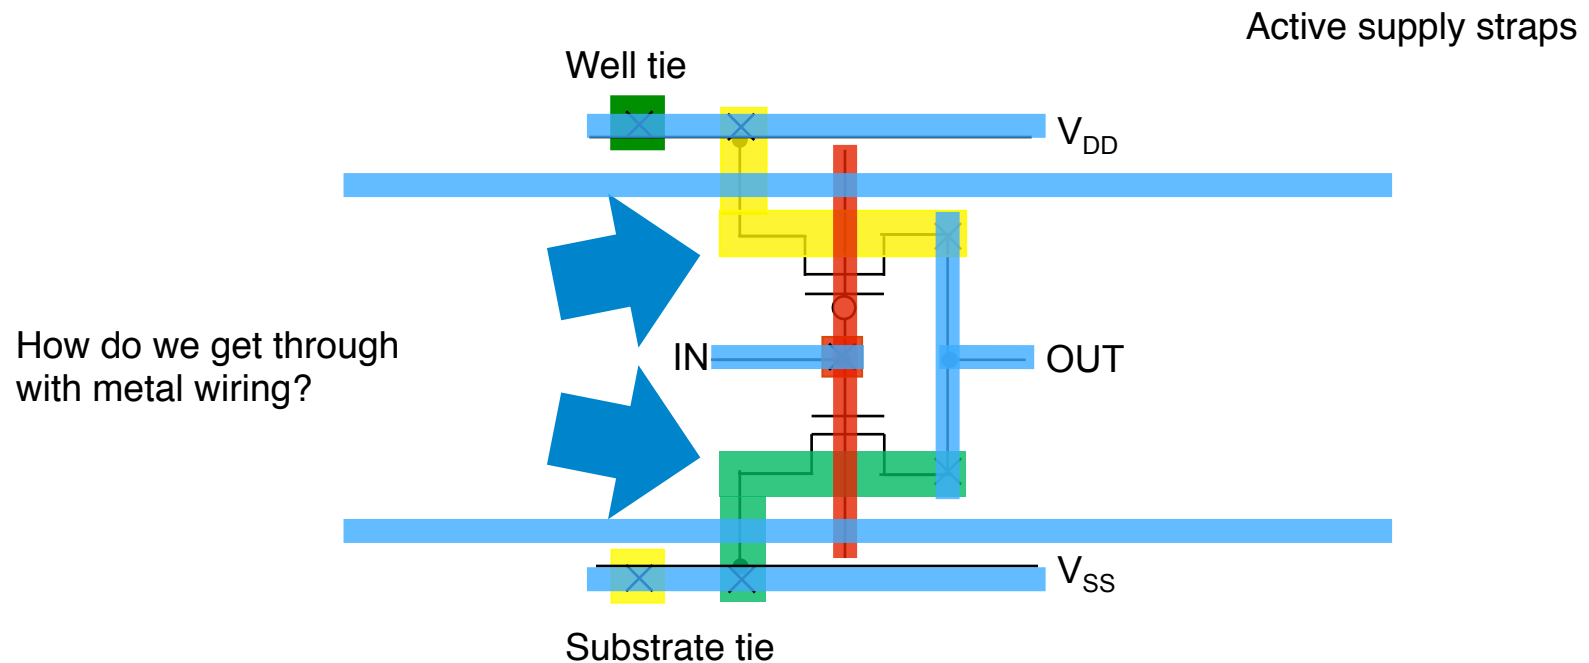 Active supply straps
Well tie
VDD
How do we get through
with metal wiring?
IN
OUT
VSS
Substrate tie